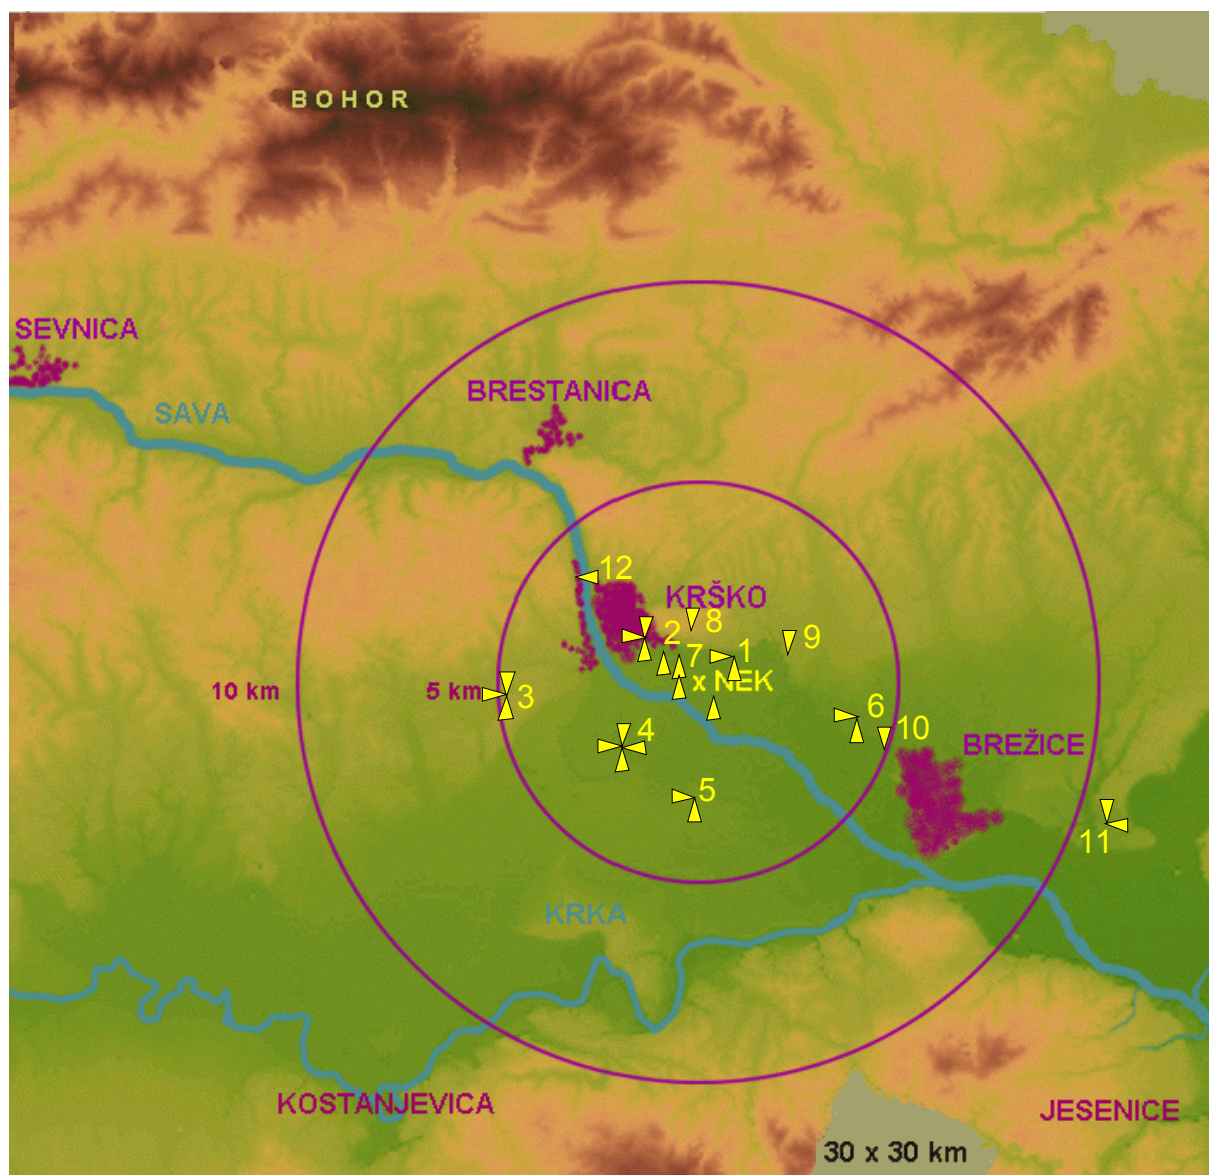 BOHOR
SEVNICA
BRESTANICA
SAVA
12
KRŠKO
8
2
7
1
9
10 km
5 km
x NEK
3
6
4
10
BREŽICE
5
11
KRKA
KOSTANJEVICA
JESENICE
30 x 30 km